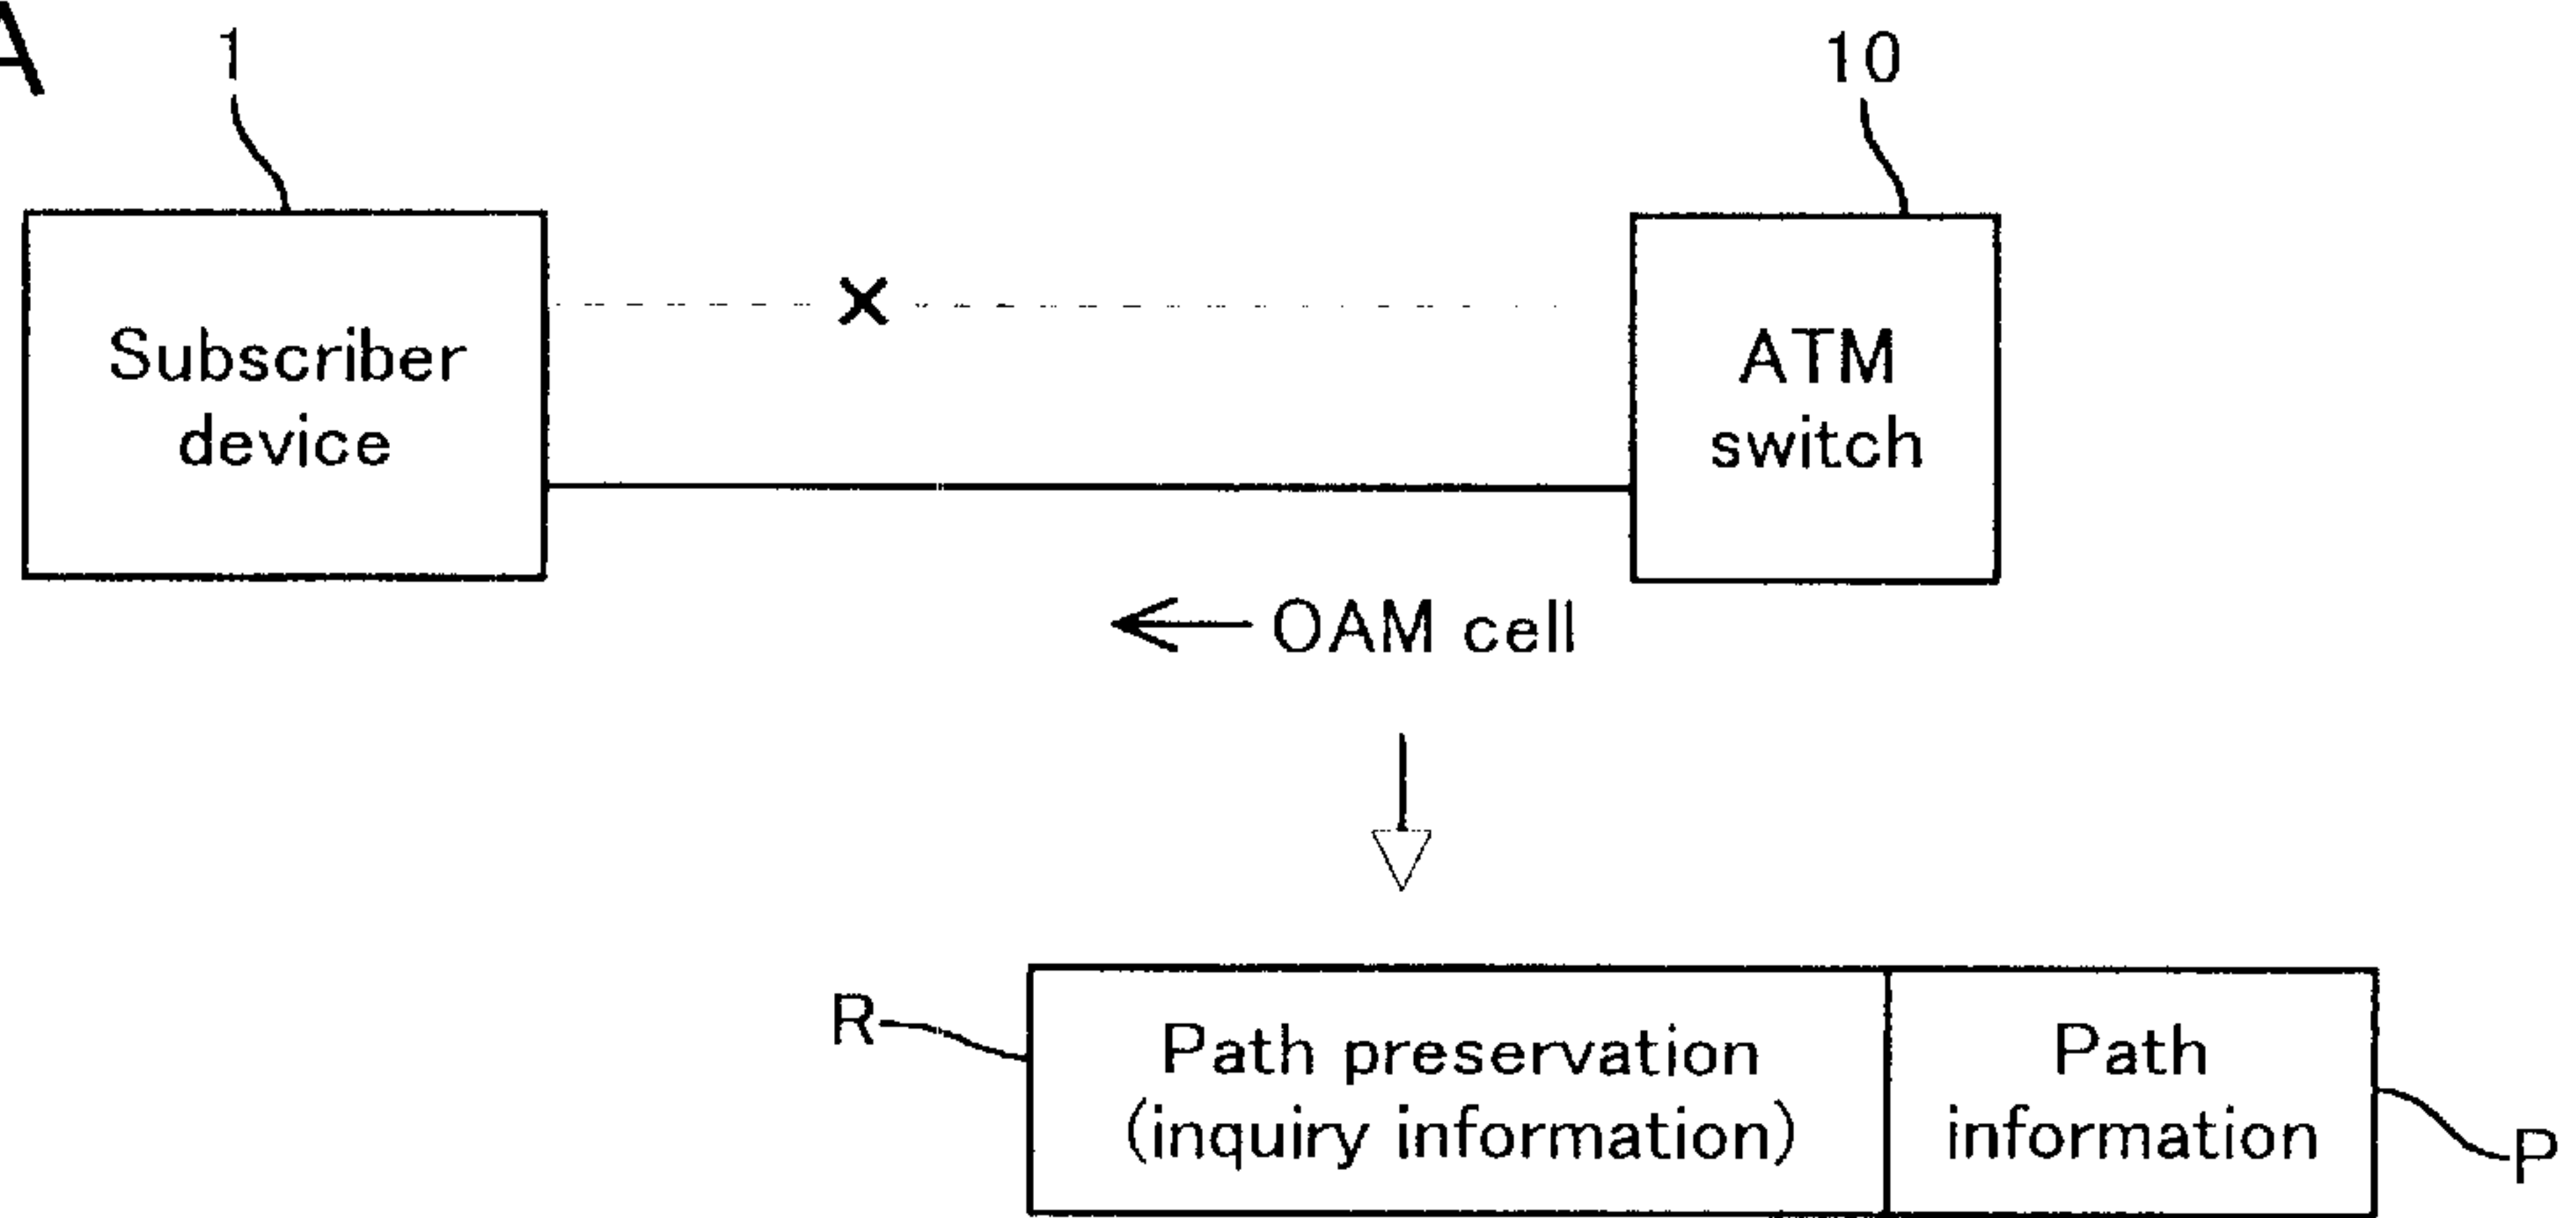 A
1
10
Subscriber
device
ATM
switch
OAM cell
R
Path preservation
(inquiry information)
Path
information
P